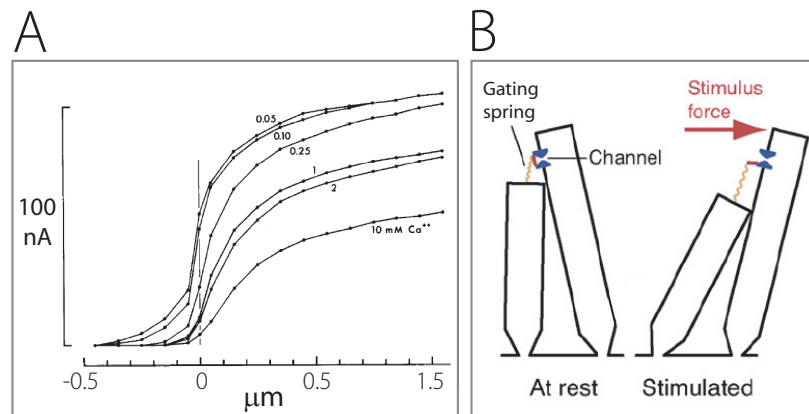 A
0.05
0.10
0.25
1
2
10 mM Ca++
100
nA
-0.5
0
0.5
1.5
μm
B
Gating
spring
Stimulus
force
Channel
At rest
Stimulated